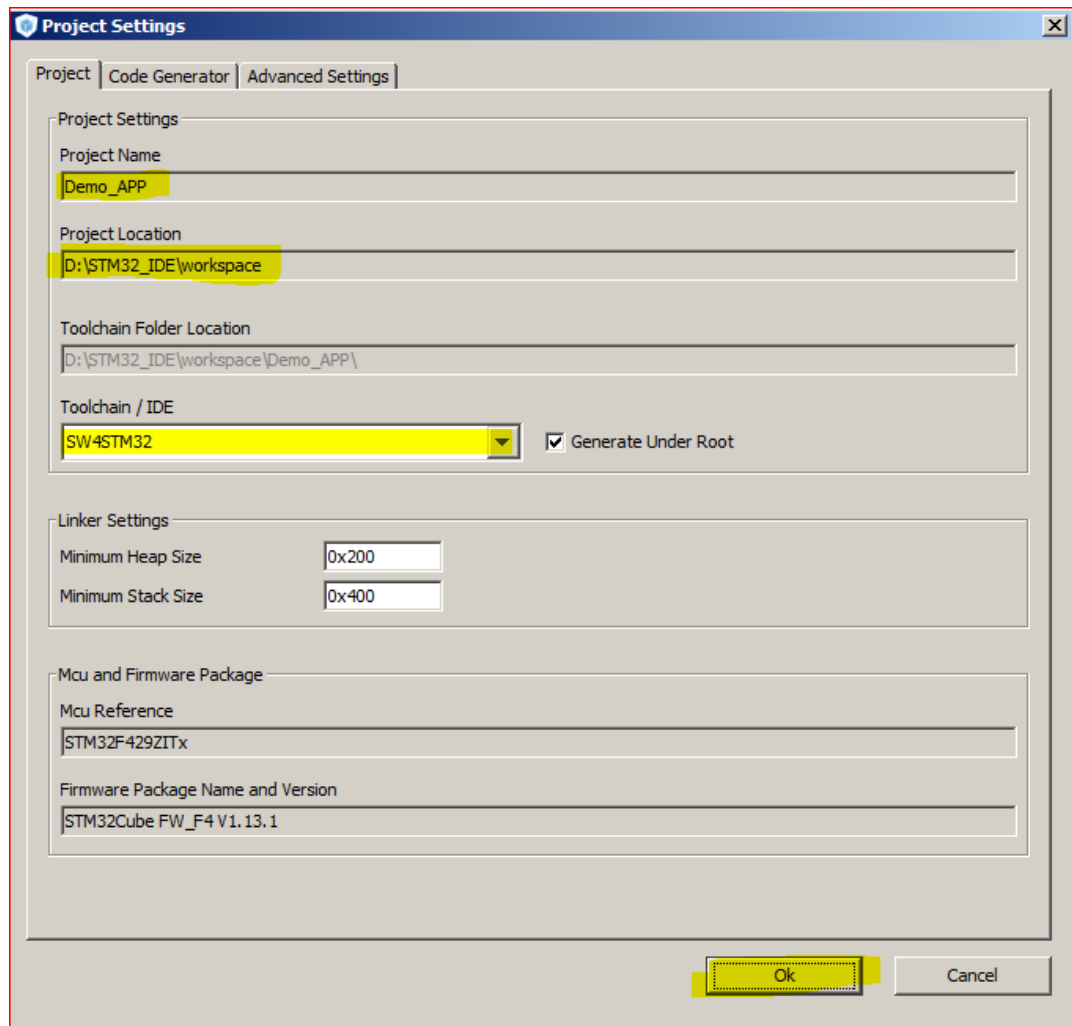 Project Settings
Project
Code Generator
Advanced Settings
Project Settings
Project Name
Demo_APP
Project Location
D:\STM32_IDE\workspace
Toolchain Folder Location
D:\STM32_IDE\workspace\Demo_APP\
Toolchain / IDE
SW4STM32
Generate Under Root
Linker Settings
Minimum Heap Size
0x200
Minimum Stack Size
0x400
Mcu and Firmware Package
Mcu Reference
STM32F429ZITx
Firmware Package Name and Version
STM32Cube FW_F4 V1.13.1
Ok
Cancel